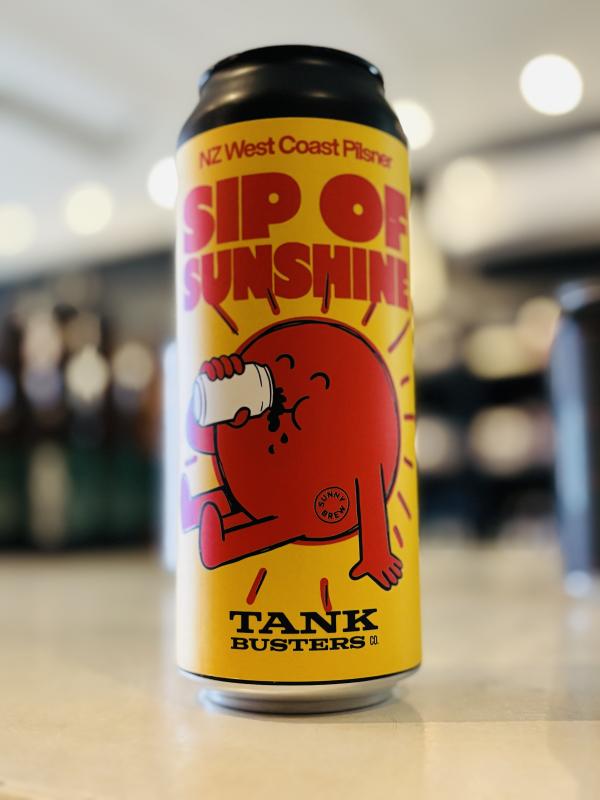 NZ West Coast Pilsner
SIP OF
SUNSHINE
SUNNY
BREW
TANK
BUSTERS CO.